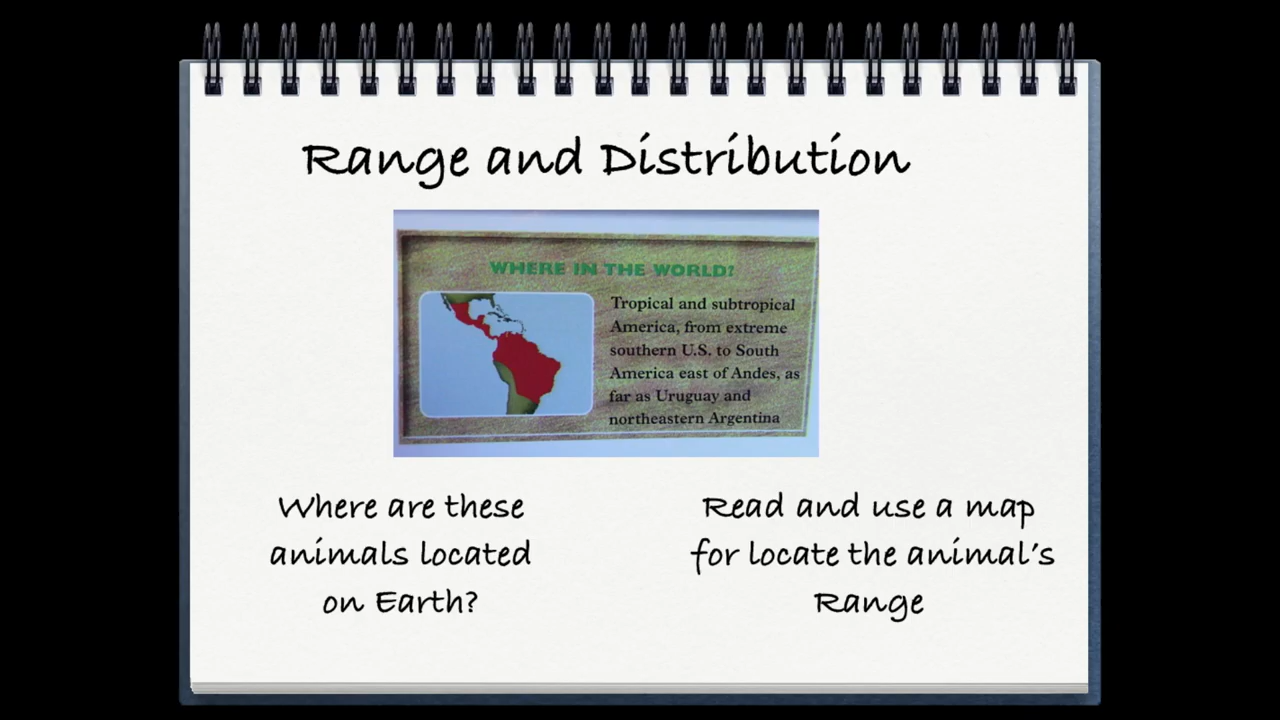 Range and Distribution
WHERE IN THE WORLD?
Tropical and subtropical
America, from extreme
southern U.S. to South
America east of Andes, as
far as Uruguay and
northeastern Argentina
Where are these
animals located
on Earth?
Read and use a map
for locate the animal's
Range